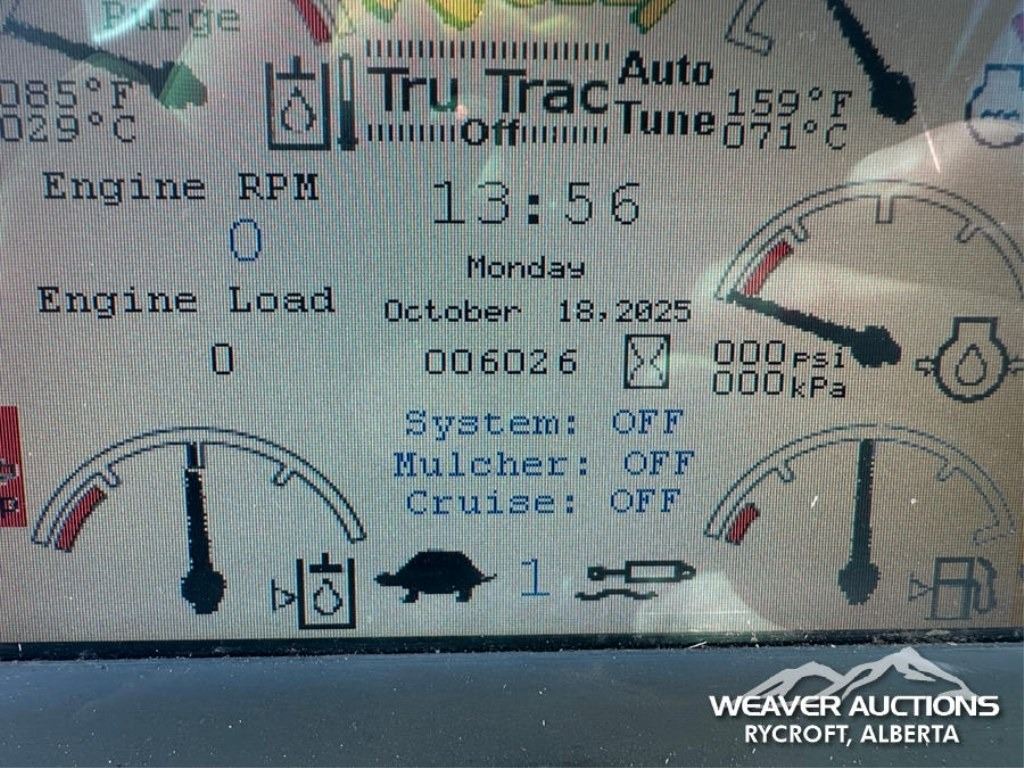 Purge
085°F
029°C
Tru Trac
Off
Auto
Tune
159°F
071°C
Engine RPM
0
13:56
Monday
October 18,2025
Engine Load
0
006026
000 psi
000 kPa
System: OFF
Mulcher: OFF
Cruise: OFF
1
WEAVER AUCTIONS
RYCROFT, ALBERTA